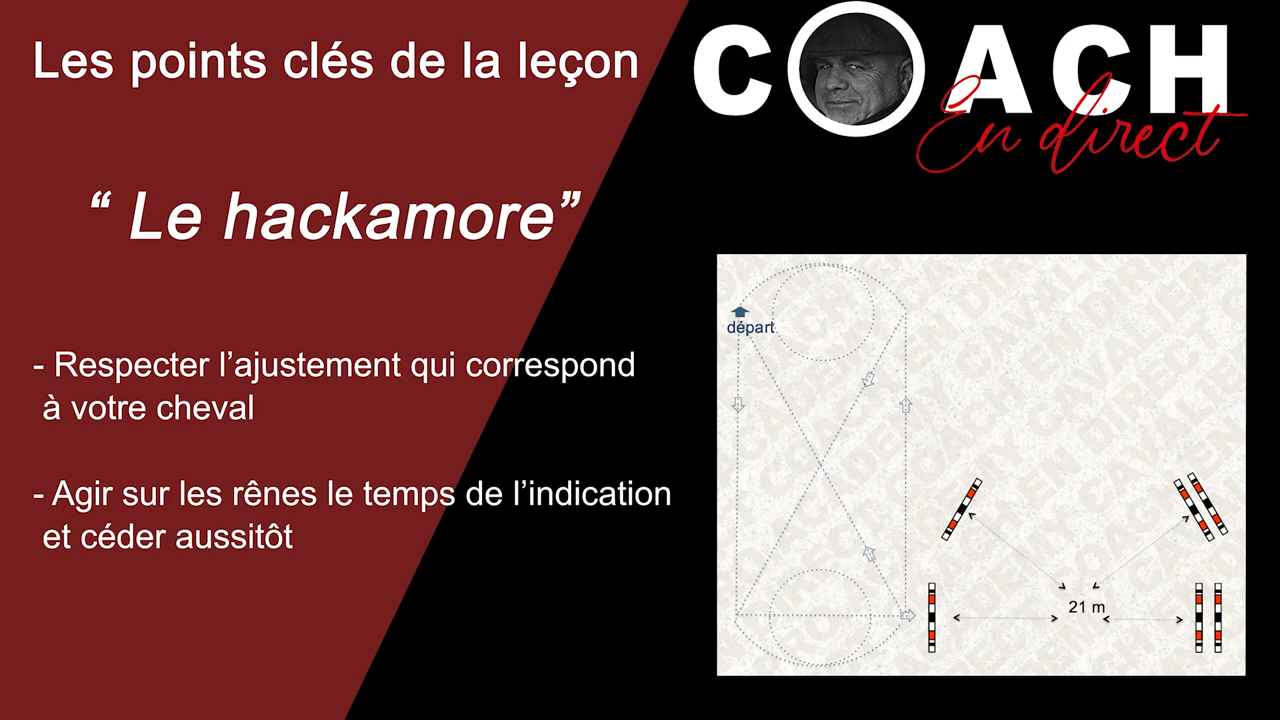 Les points clés de la leçon
“ Le hackamore”
- Respecter l’ajustement qui correspond
à votre cheval
- Agir sur les rênes le temps de l’indication
et céder aussitôt
COACH
En direct
départ
21 m